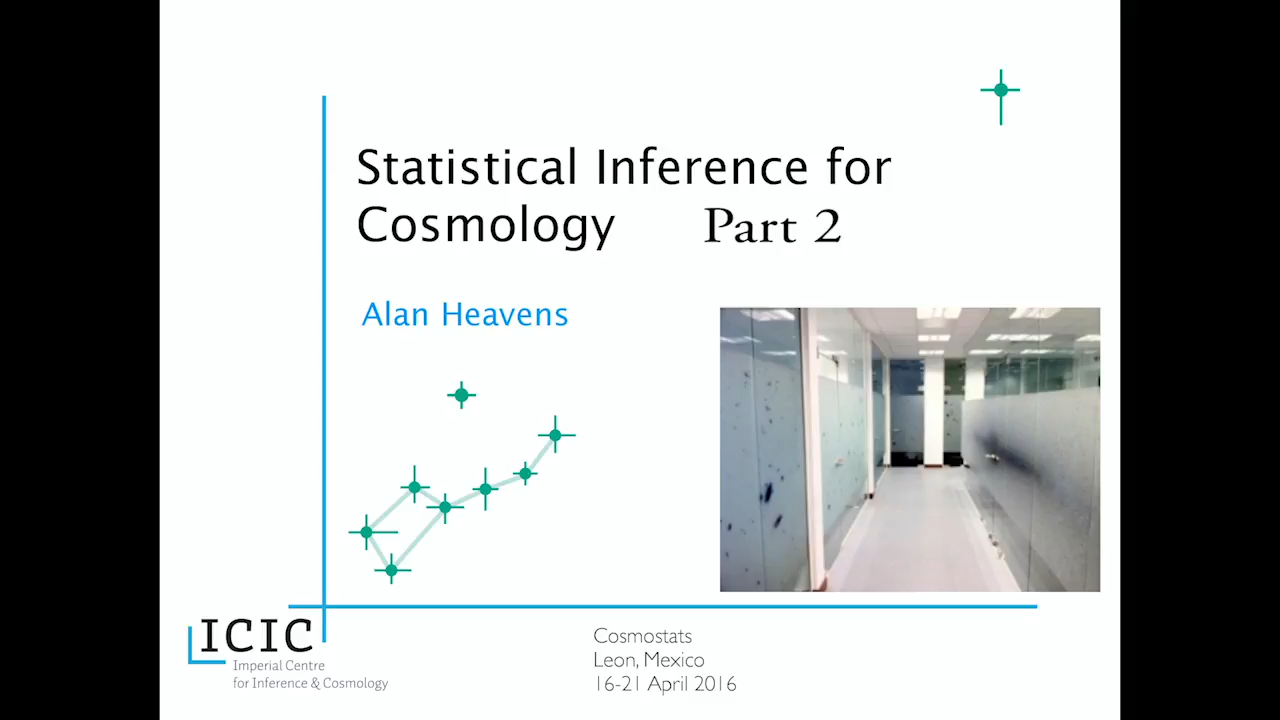 Statistical Inference for
Cosmology Part 2
Alan Heavens
ICIC
Imperial Centre
for Inference & Cosmology
Cosmostats
Leon, Mexico
16-21 April 2016